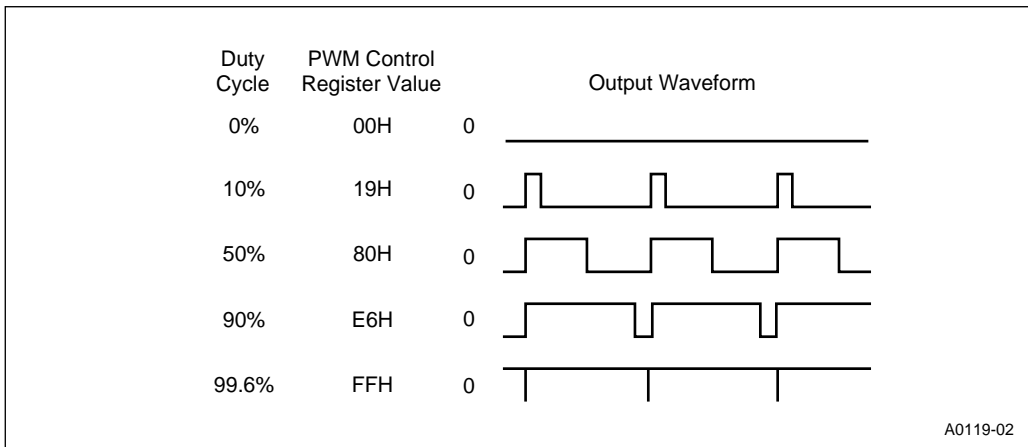 Duty Cycle PWM Control Register Value Output Waveform
0% 00H 0
10% 19H 0
50% 80H 0
90% E6H 0
99.6% FFH 0
A0119-02